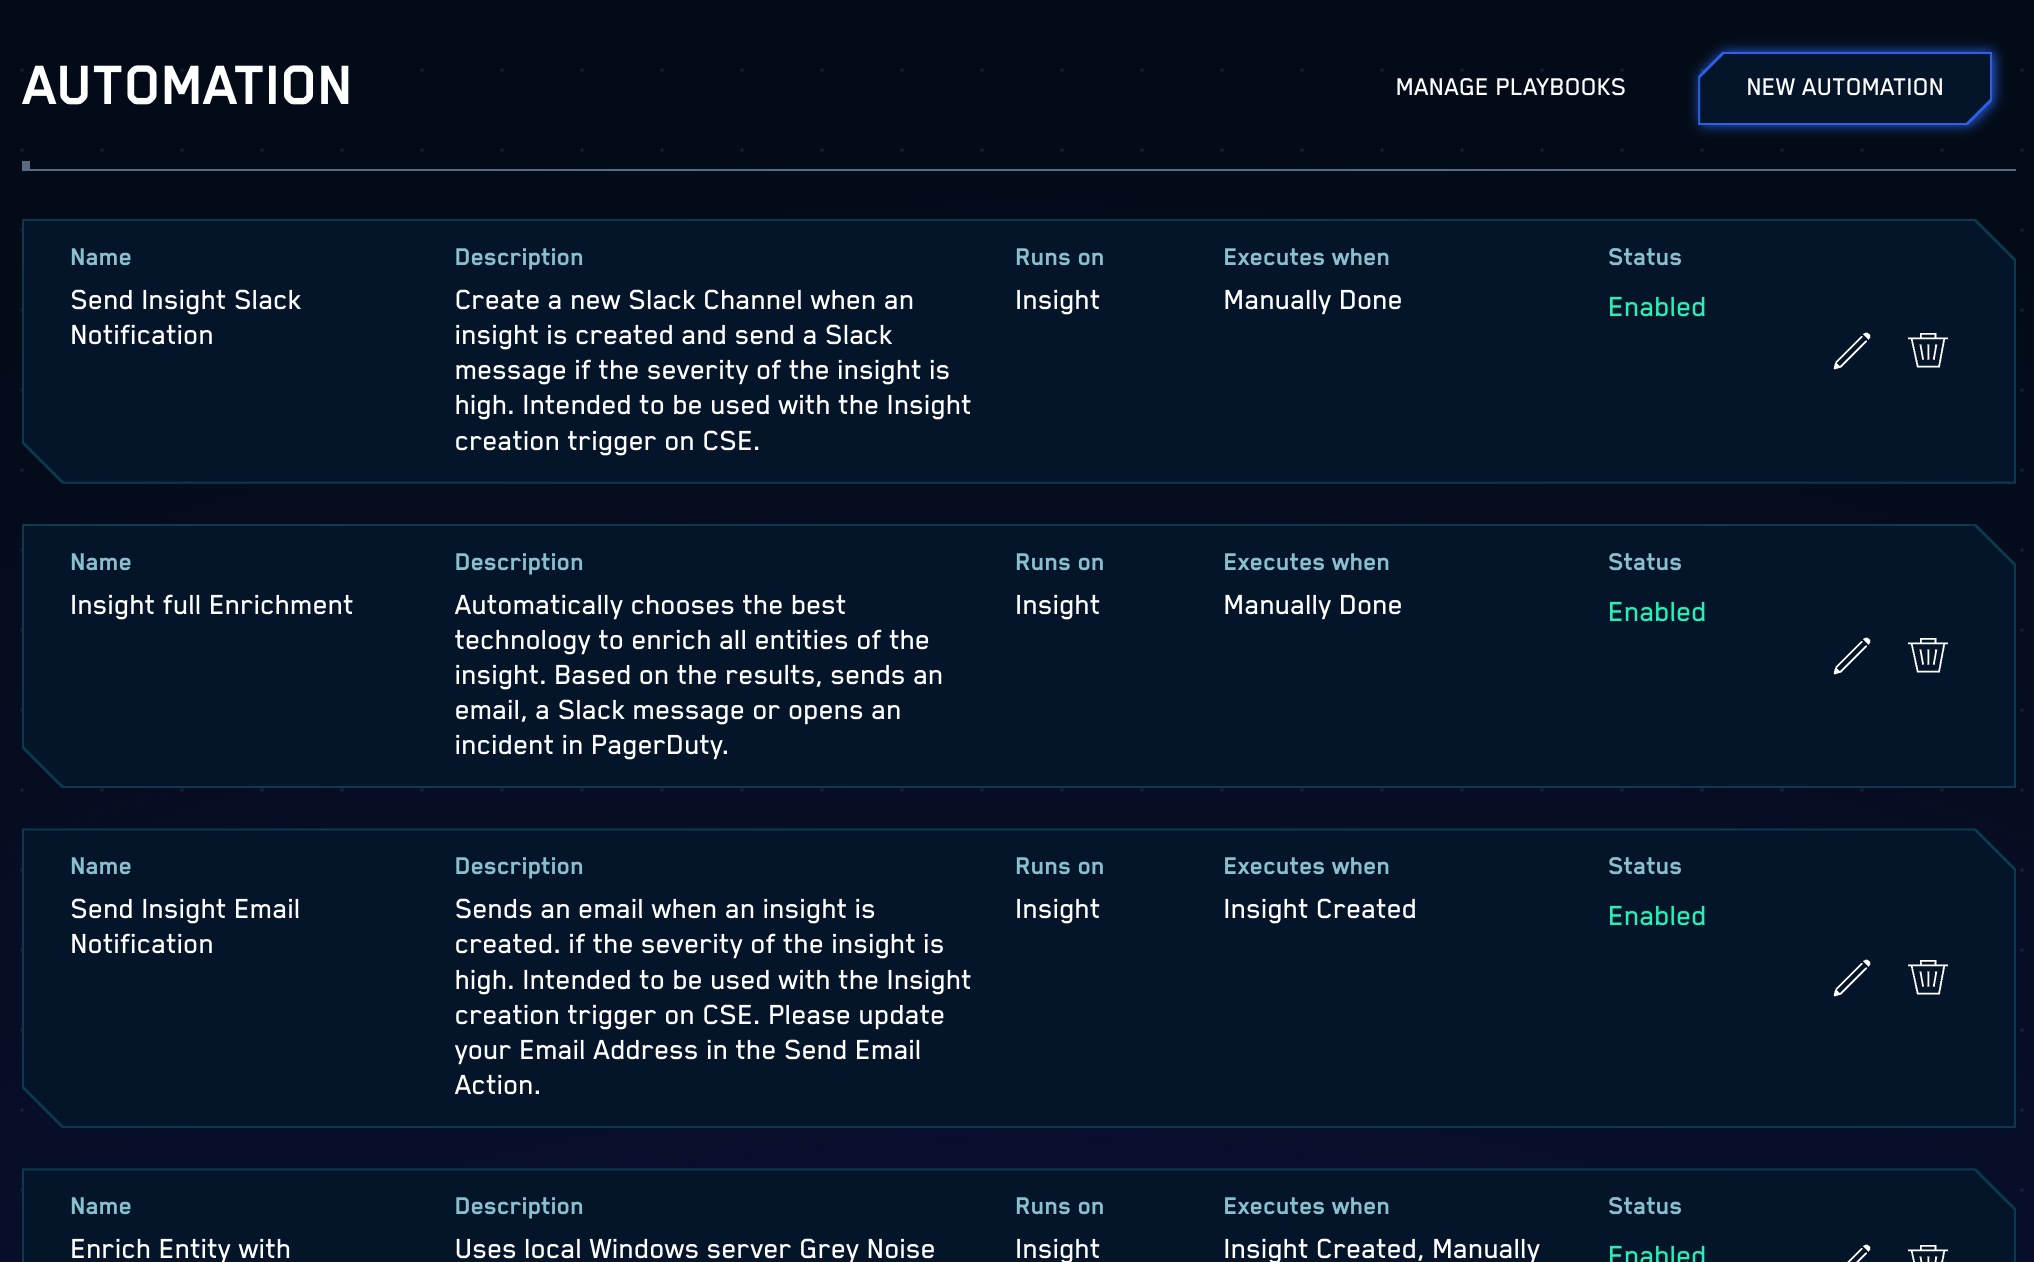 AUTOMATION
MANAGE PLAYBOOKS
NEW AUTOMATION
Name
Description
Runs on
Executes when
Status
Send Insight Slack
Notification
Create a new Slack Channel when an
insight is created and send a Slack
message if the severity of the insight is
high. Intended to be used with the Insight
creation trigger on CSE.
Insight
Manually Done
Enabled
Name
Description
Runs on
Executes when
Status
Insight full Enrichment
Automatically chooses the best
technology to enrich all entities of the
insight. Based on the results, sends an
email, a Slack message or opens an
incident in PagerDuty.
Insight
Manually Done
Enabled
Name
Description
Runs on
Executes when
Status
Send Insight Email
Notification
Sends an email when an insight is
created. if the severity of the insight is
high. Intended to be used with the Insight
creation trigger on CSE. Please update
your Email Address in the Send Email
Action.
Insight
Insight Created
Enabled
Name
Description
Runs on
Executes when
Status
Enrich Entity with
Uses local Windows server Grey Noise
Insight
Insight Created, Manually
Enabled